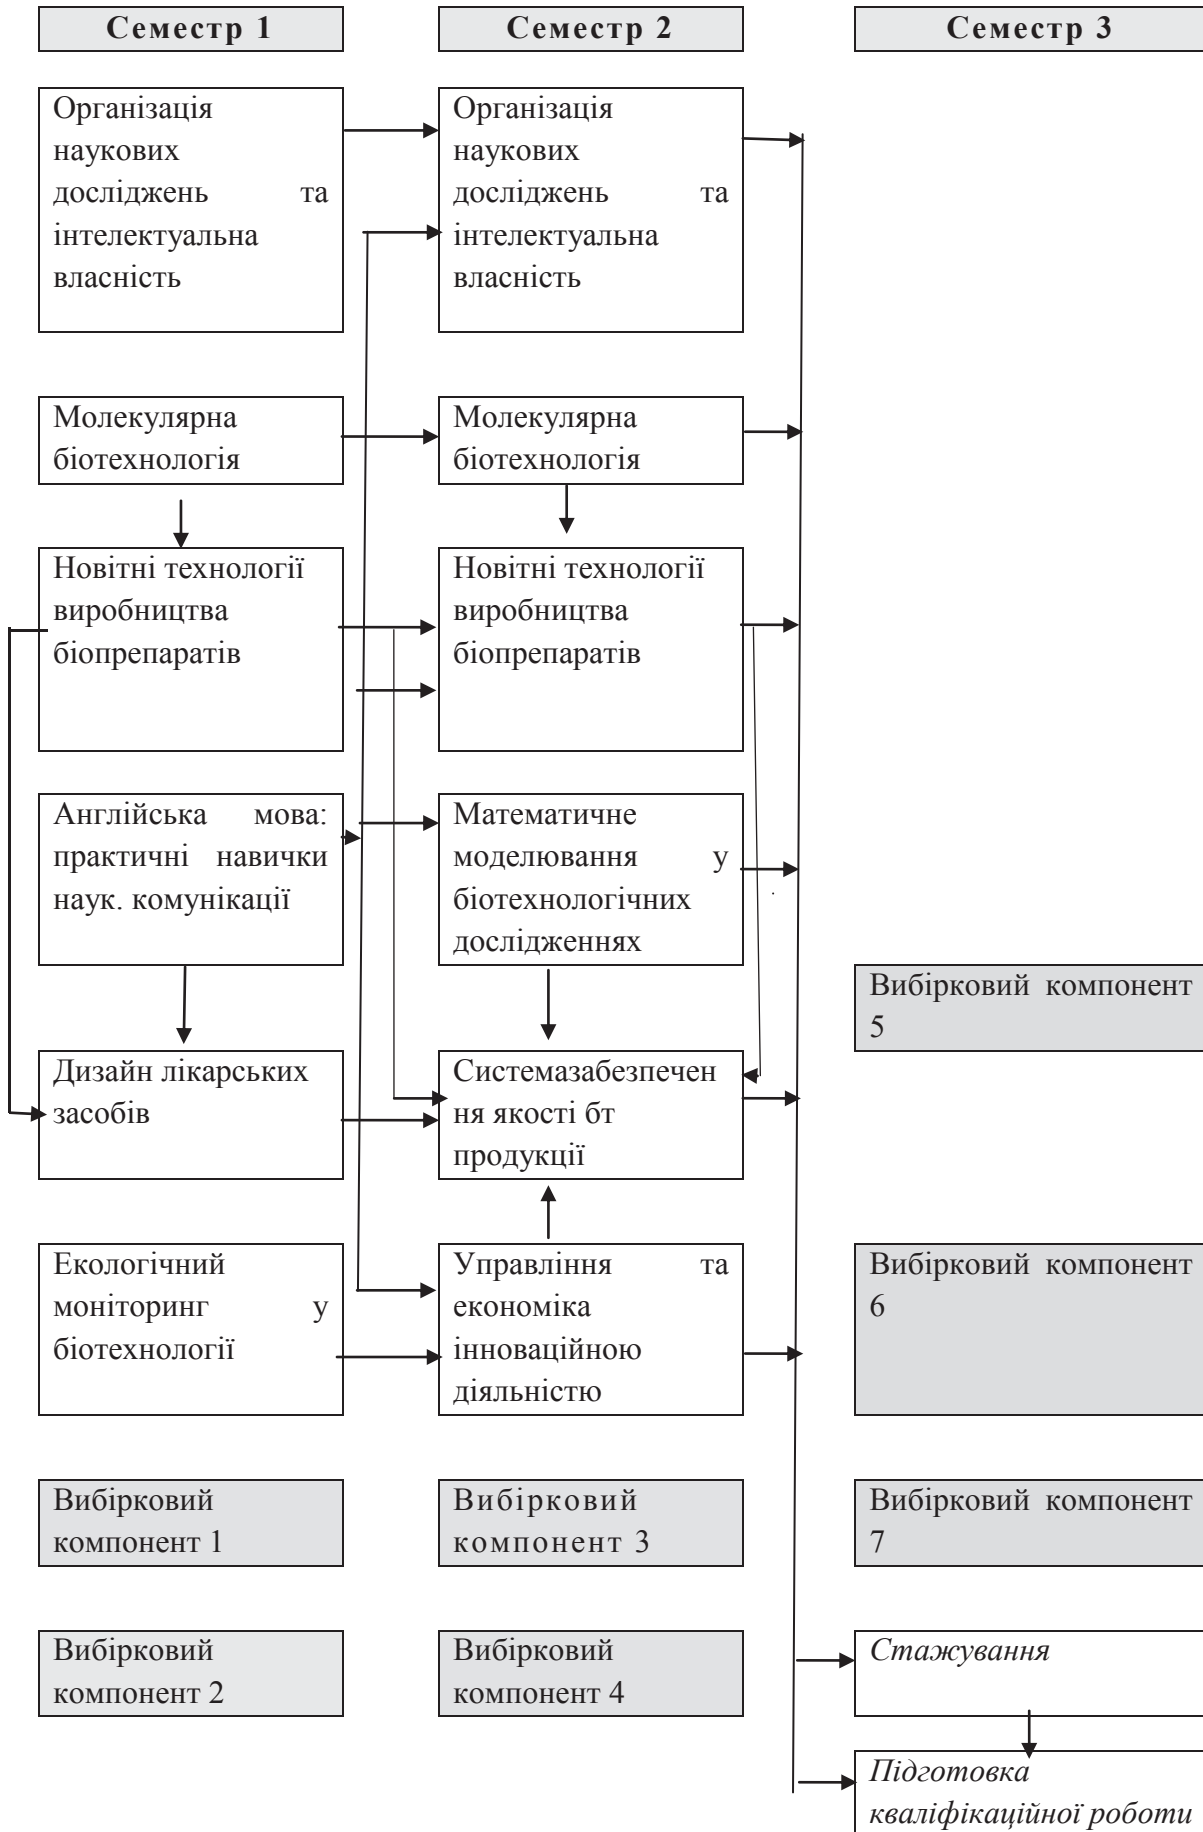 Семестр 1
Семестр 2
Семестр 3
Організація
наукових
досліджень та
інтелектуальна
власність
Організація
наукових
досліджень та
інтелектуальна
власність
Молекулярна
біотехнологія
Молекулярна
біотехнологія
Новітні технології
виробництва
біопрепаратів
Новітні технології
виробництва
біопрепаратів
Англійська мова:
практичні навички
наук. комунікації
Математичне
моделювання у
біотехнологічних
дослідженнях
Вибірковий компонент
5
Дизайн лікарських
засобів
Системазабезпечен
ня якості бт
продукції
Екологічний
моніторинг у
біотехнології
Управління та
економіка
інноваційною
діяльністю
Вибірковий компонент
6
Вибірковий
компонент 1
Вибірковий
компонент 3
Вибірковий компонент
7
Вибірковий
компонент 2
Вибірковий
компонент 4
Стажування
Підготовка
кваліфікаційної роботи